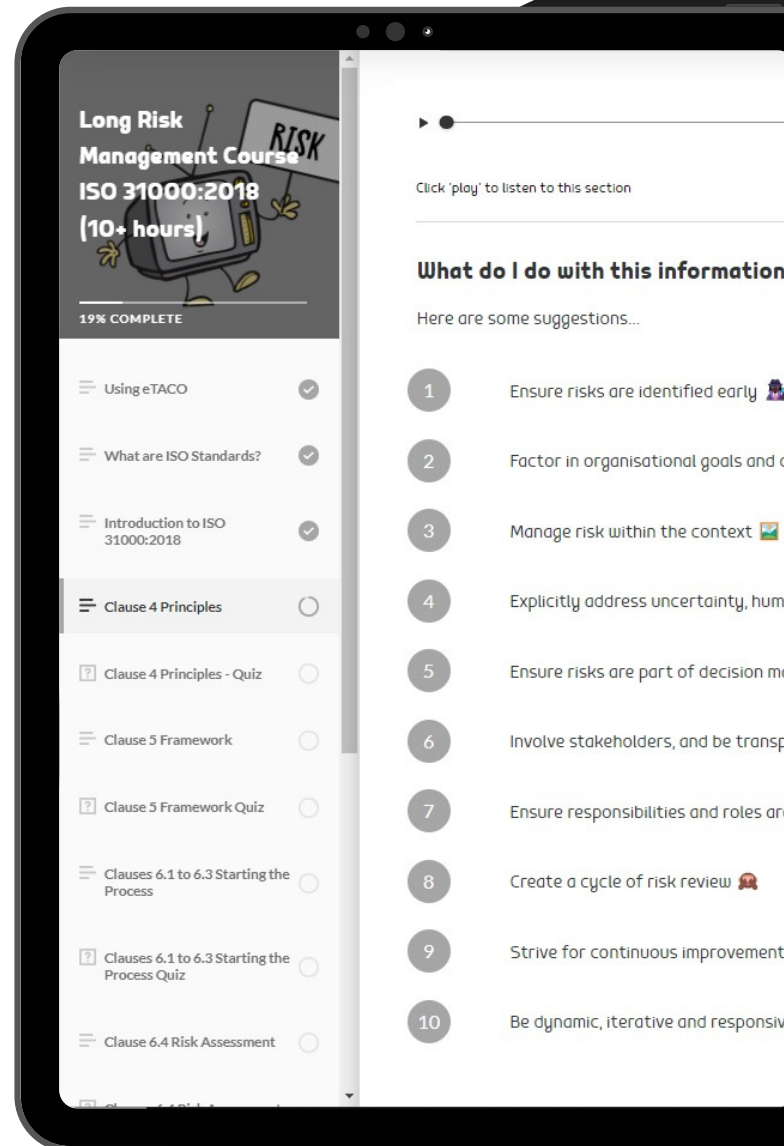 Long Risk
Management Course
ISO 31000:2018
(10+ hours)
RISK
19% COMPLETE
Using eTACO
What are ISO Standards?
Introduction to ISO
31000:2018
Clause 4 Principles
Clause 4 Principles - Quiz
Clause 5 Framework
Clause 5 Framework Quiz
Clauses 6.1 to 6.3 Starting the
Process
Clauses 6.1 to 6.3 Starting the
Process Quiz
Clause 6.4 Risk Assessment
Click 'play' to listen to this section
What do I do with this information
Here are some suggestions...
1 Ensure risks are identified early
2 Factor in organisational goals and
3 Manage risk within the context
4 Explicitly address uncertainty,
5 Ensure risks are part of decision
6 Involve stakeholders, and be
7 Ensure responsibilities and roles
8 Create a cycle of risk review
9 Strive for continuous improvement
10 Be dynamic, iterative and